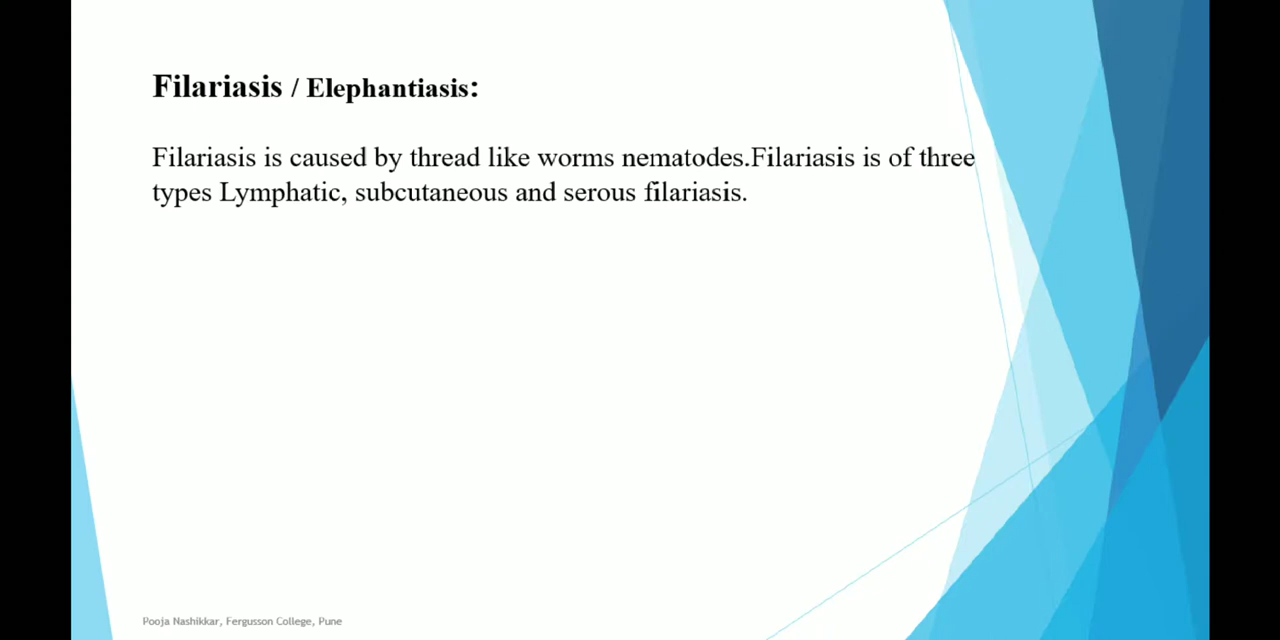 Filariasis / Elephantiasis:
Filariasis is caused by thread like worms nematodes.Filariasis is of three
types Lymphatic, subcutaneous and serous filariasis.
Pooja Nashikkar, Fergusson College, Pune